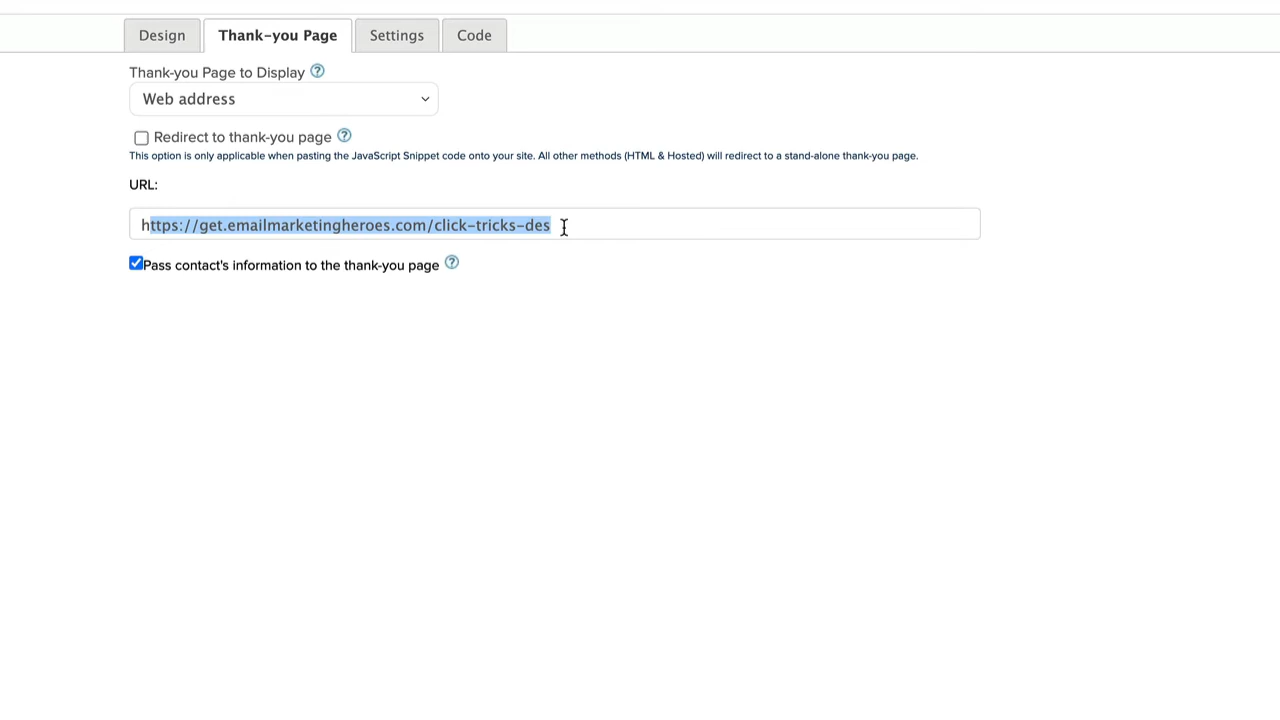 Design Thank-you Page Settings Code
Thank-you Page to Display ?
Web address
Redirect to thank-you page ?
This option is only applicable when pasting the JavaScript Snippet code onto your site. All other methods (HTML & Hosted) will redirect to a stand-alone thank-you page.
URL:
https://get.emailmarketingheroes.com/click-tricks-des
Pass contact's information to the thank-you page ?